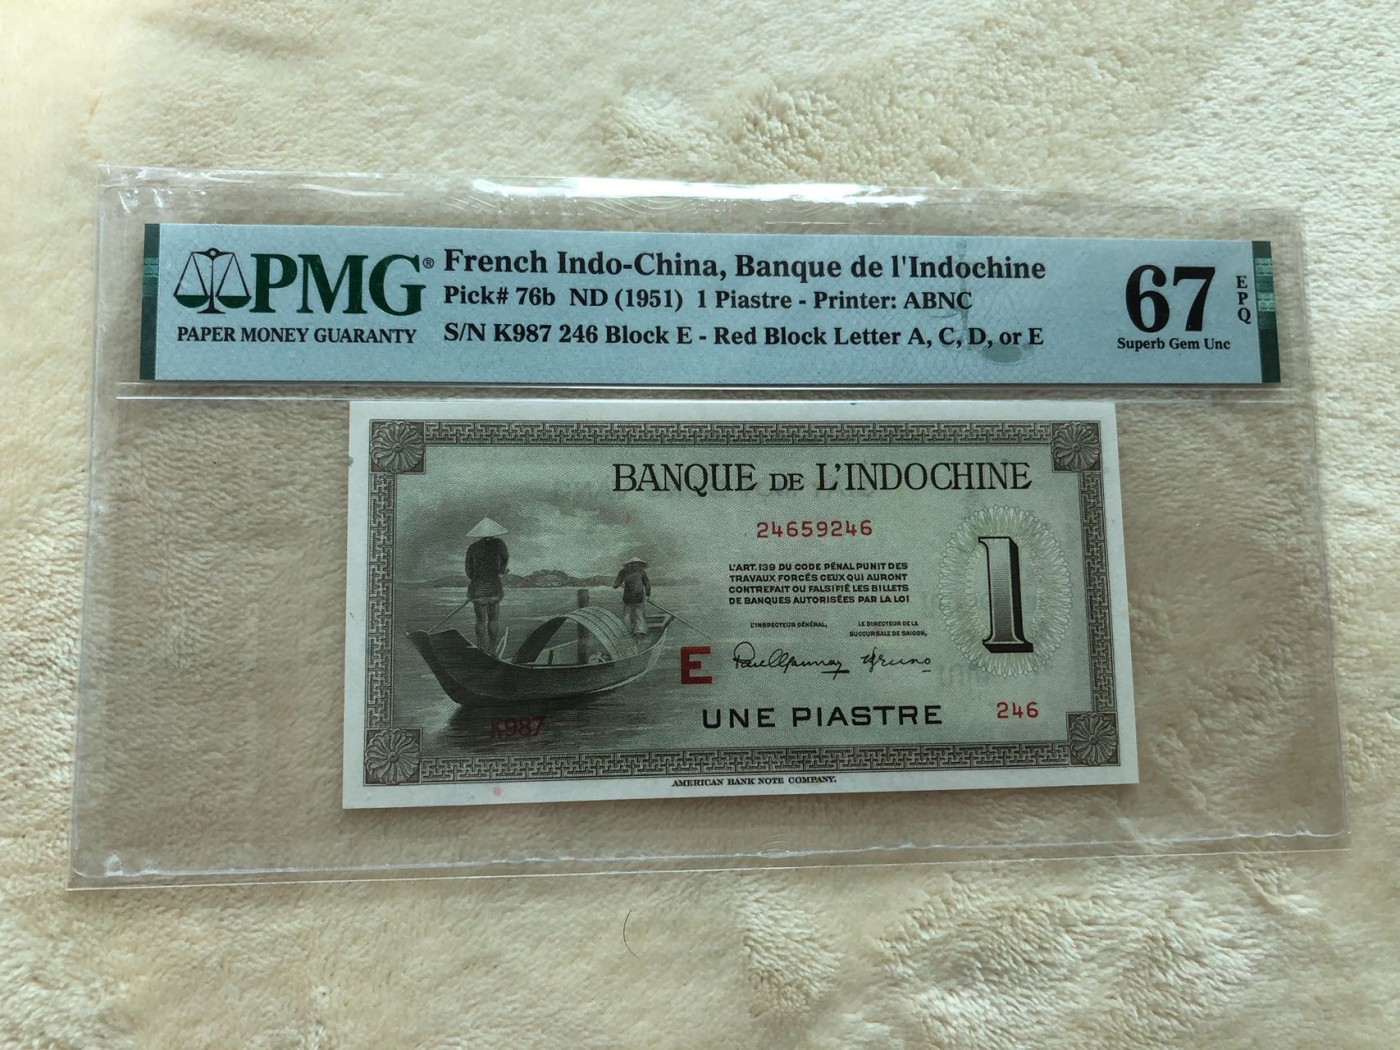 PMG®
PAPER MONEY GUARANTY
French Indo-China, Banque de l'Indochine
Pick# 76b ND (1951) 1 Piastre - Printer: ABNC
S/N K987 246 Block E - Red Block Letter A, C, D, or E
67
EPQ
Superb Gem Unc
BANQUE DE L'INDOCHINE
24659246
L'ART. 139 DU CODE PÉNAL PUNIT DES
TRAVAUX FORCÉS CEUX QUI AURONT
CONTREFAIT OU FALSIFIÉ LES BILLETS
DE BANQUES AUTORISÉES PAR LA LOI
1
L'INSPECTEUR GÉNÉRAL,
LE DIRECTEUR DE LA
SUCCURSALE DE SAIGON,
E
K987
UNE PIASTRE
246
AMERICAN BANK NOTE COMPANY.